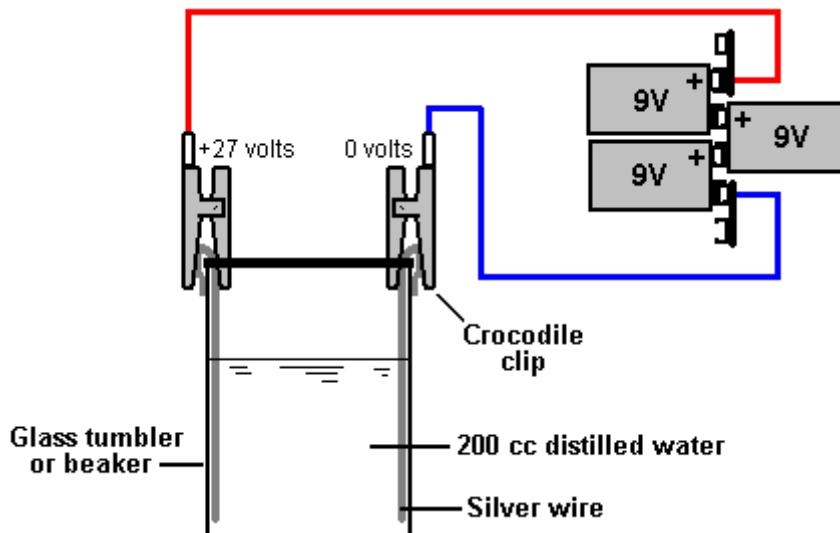 +
9V
+
9V
+
9V
+27 volts
0 volts
Crocodile
clip
Glass tumbler
or beaker
200 cc distilled water
Silver wire